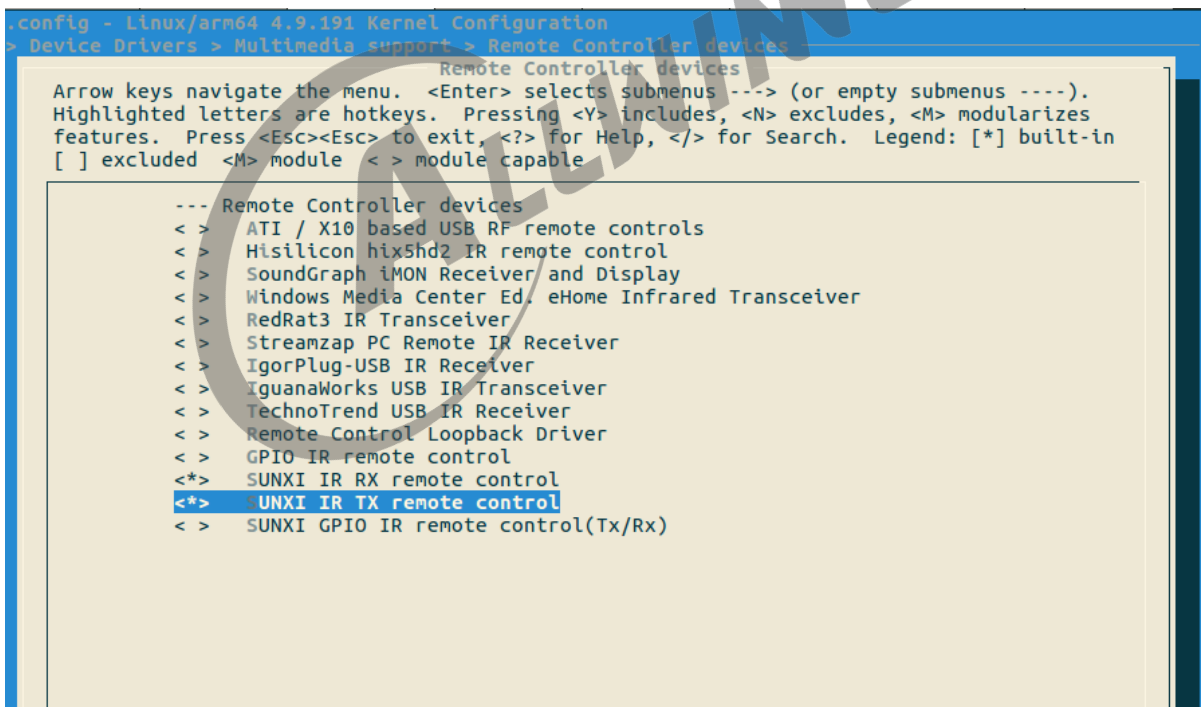 .config - Linux/arm64 4.9.191 Kernel Configuration
> Device Drivers > Multimedia support > Remote Controller devices
Remote Controller devices
Arrow keys navigate the menu. <Enter> selects submenus ---> (or empty submenus ----).
Highlighted letters are hotkeys. Pressing <Y> includes, <N> excludes, <M> modularizes
features. Press <Esc><Esc> to exit, <?> for Help, </> for Search. Legend: [*] built-in
[ ] excluded <M> module < > module capable
--- Remote Controller devices
< > ATI / X10 based USB RF remote controls
< > Hisilicon hix5hd2 IR remote control
< > SoundGraph iMON Receiver and Display
< > Windows Media Center Ed. eHome Infrared Transceiver
< > RedRat3 IR Transceiver
< > Streamzap PC Remote IR Receiver
< > IgorPlug-USB IR Receiver
< > IguanaWorks USB IR Transceiver
< > TechnoTrend USB IR Receiver
< > Remote Control Loopback Driver
< > GPIO IR remote control
<*> SUNXI IR RX remote control
<*> SUNXI IR TX remote control
< > SUNXI GPIO IR remote control(Tx/Rx)